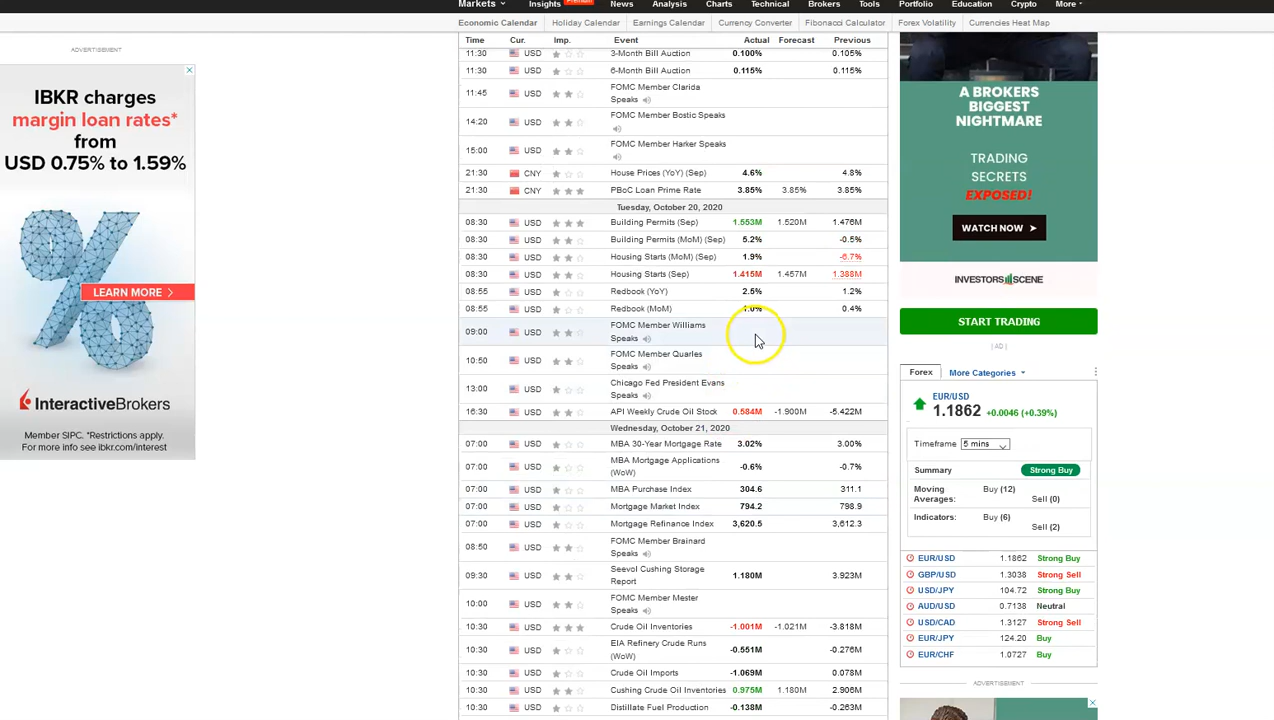 Markets Insights Premium News Analysis Charts Technical Brokers Tools Portfolio Education Crypto More
Economic Calendar Holiday Calendar Earnings Calendar Currency Converter Fibonacci Calculator Forex Volatility Currencies Heat Map
ADVERTISEMENT
IBKR charges
margin loan rates*
from
USD 0.75% to 1.59%
LEARN MORE >
InteractiveBrokers
Member SIPC. *Restrictions apply.
For more info see ibkr.com/interest
Time Cur. Imp. Event Actual Forecast Previous
11:30 USD 3-Month Bill Auction 0.100% 0.105%
11:30 USD 6-Month Bill Auction 0.115% 0.115%
11:45 USD FOMC Member Clarida
Speaks
14:20 USD FOMC Member Bostic Speaks
15:00 USD FOMC Member Harker Speaks
21:30 CNY House Prices (YoY) (Sep) 4.6% 4.8%
21:30 CNY PBoC Loan Prime Rate 3.85% 3.85% 3.85%
Tuesday, October 20, 2020
08:30 USD Building Permits (Sep) 1.553M 1.520M 1.476M
08:30 USD Building Permits (MoM) (Sep) 5.2% -0.5%
08:30 USD Housing Starts (MoM) (Sep) 1.9% -6.7%
08:30 USD Housing Starts (Sep) 1.415M 1.457M 1.388M
08:55 USD Redbook (YoY) 2.5% 1.2%
08:55 USD Redbook (MoM) 1.0% 0.4%
09:00 USD FOMC Member Williams
Speaks
10:50 USD FOMC Member Quarles
Speaks
13:00 USD Chicago Fed President Evans
Speaks
16:30 USD API Weekly Crude Oil Stock 0.584M -1.900M -5.422M
Wednesday, October 21, 2020
07:00 USD MBA 30-Year Mortgage Rate 3.02% 3.00%
07:00 USD MBA Mortgage Applications
(WoW) -0.6% -0.7%
07:00 USD MBA Purchase Index 304.6 311.1
07:00 USD Mortgage Market Index 794.2 798.9
07:00 USD Mortgage Refinance Index 3,620.5 3,612.3
08:50 USD FOMC Member Brainard
Speaks
09:30 USD Seevol Cushing Storage
Report 1.180M 3.923M
10:00 USD FOMC Member Mester
Speaks
10:30 USD Crude Oil Inventories -1.001M -1.021M -3.818M
10:30 USD EIA Refinery Crude Runs
(WoW) -0.551M -0.276M
10:30 USD Crude Oil Imports -1.069M 0.078M
10:30 USD Cushing Crude Oil Inventories 0.975M 1.180M 2.906M
10:30 USD Distillate Fuel Production -0.138M -0.263M
A BROKERS
BIGGEST
NIGHTMARE
TRADING
SECRETS
EXPOSED!
WATCH NOW
INVESTORS SCENE
START TRADING
[ AD ]
Forex More Categories
EUR/USD
1.1862 +0.0046 (+0.39%)
Timeframe 5 mins
Summary Strong Buy
Moving
Averages: Buy (12)
Sell (0)
Indicators: Buy (6)
Sell (2)
EUR/USD 1.1862 Strong Buy
GBP/USD 1.3038 Strong Sell
USD/JPY 104.72 Strong Buy
AUD/USD 0.7138 Neutral
USD/CAD 1.3127 Strong Sell
EUR/JPY 124.20 Buy
EUR/CHF 1.0727 Buy
ADVERTISEMENT